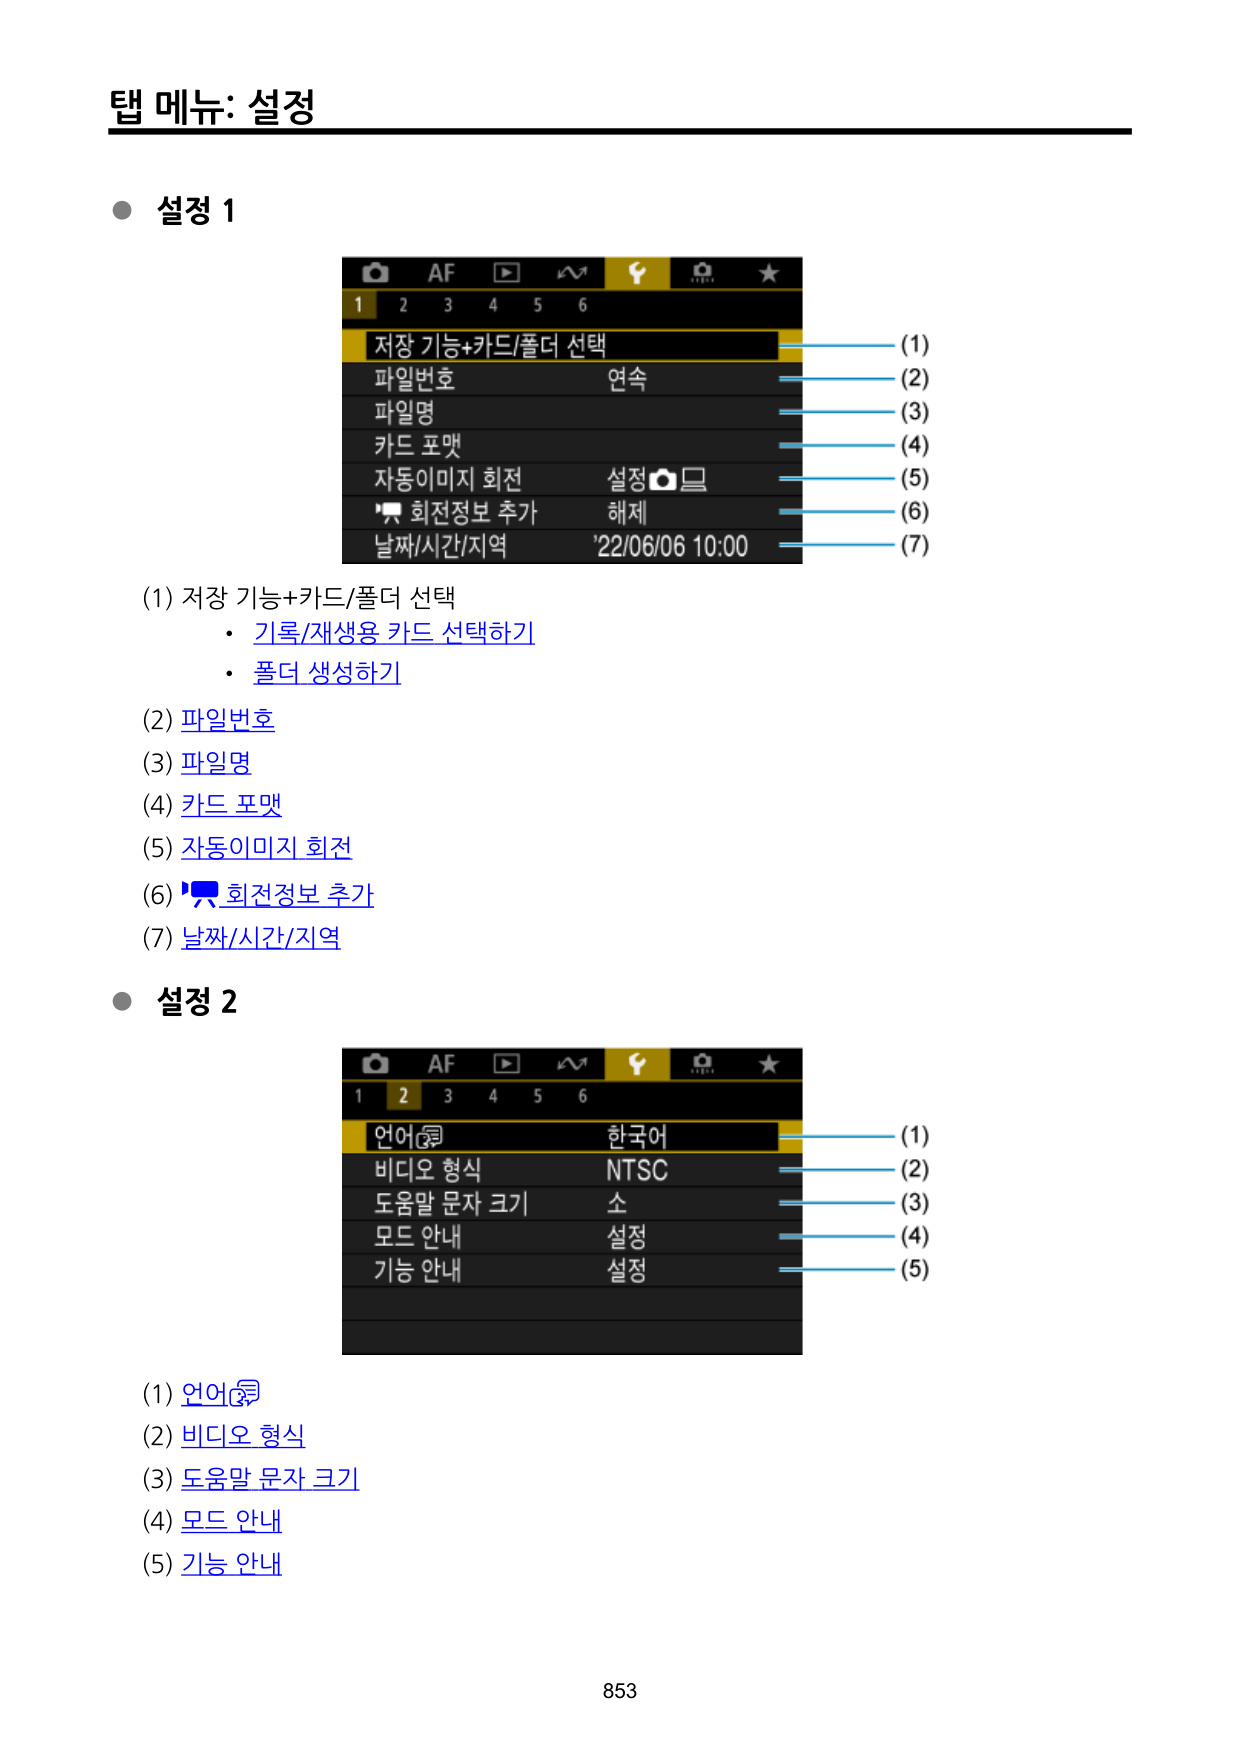 탭 메뉴: 설정
설정 1
AF
1 2 3 4 5 6
저장 기능+카드/폴더 선택 (1)
파일번호 연속 (2)
파일명 (3)
카드 포맷 (4)
자동이미지 회전 설정 (5)
회전정보 추가 해제 (6)
날짜/시간/지역 '22/06/06 10:00 (7)
(1) 저장 기능+카드/폴더 선택
• 기록/재생용 카드 선택하기
• 폴더 생성하기
(2) 파일번호
(3) 파일명
(4) 카드 포맷
(5) 자동이미지 회전
(6) 회전정보 추가
(7) 날짜/시간/지역
설정 2
AF
1 2 3 4 5 6
언어 한국어 (1)
비디오 형식 NTSC (2)
도움말 문자 크기 소 (3)
모드 안내 설정 (4)
기능 안내 설정 (5)
(1) 언어
(2) 비디오 형식
(3) 도움말 문자 크기
(4) 모드 안내
(5) 기능 안내
853